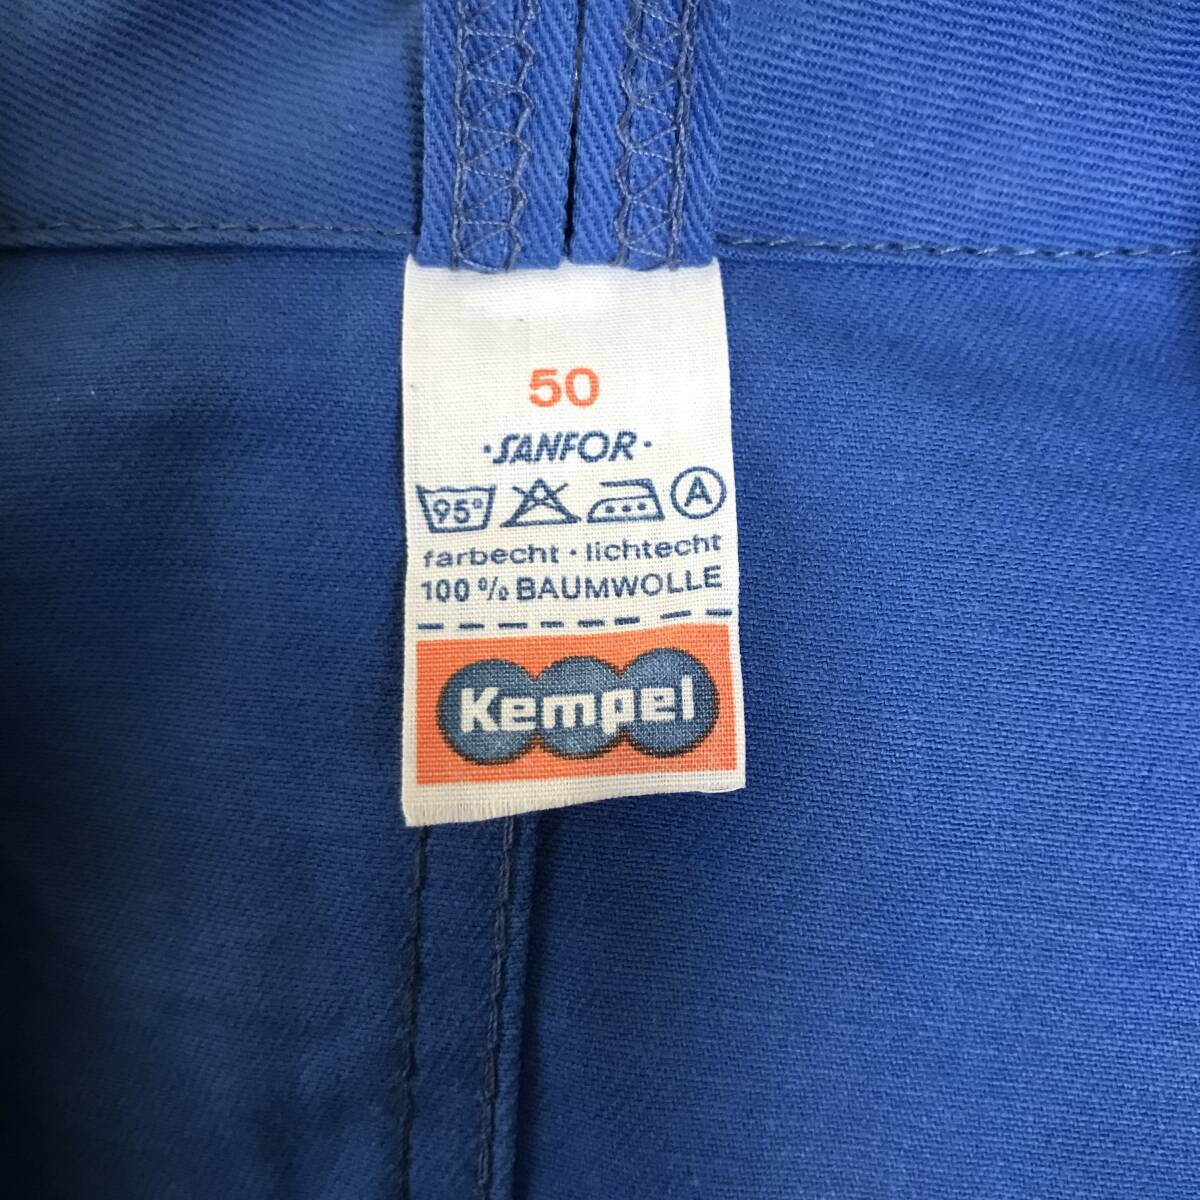 50
·SANFOR·
95° A
farbecht · lichtecht
100 % BAUMWOLLE
Kempel